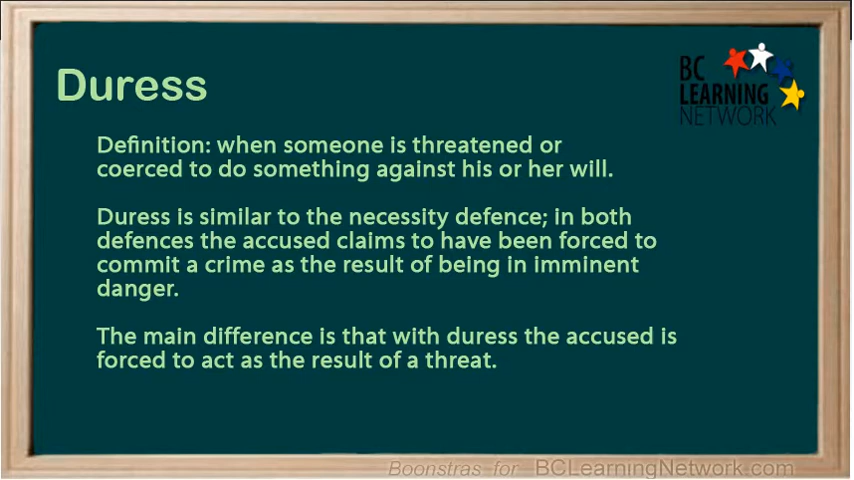 Duress
BC
LEARNING
NETWORK
Definition: when someone is threatened or
coerced to do something against his or her will.
Duress is similar to the necessity defence; in both
defences the accused claims to have been forced to
commit a crime as the result of being in imminent
danger.
The main difference is that with duress the accused is
forced to act as the result of a threat.
Boonstras for BCLearningNetwork.com